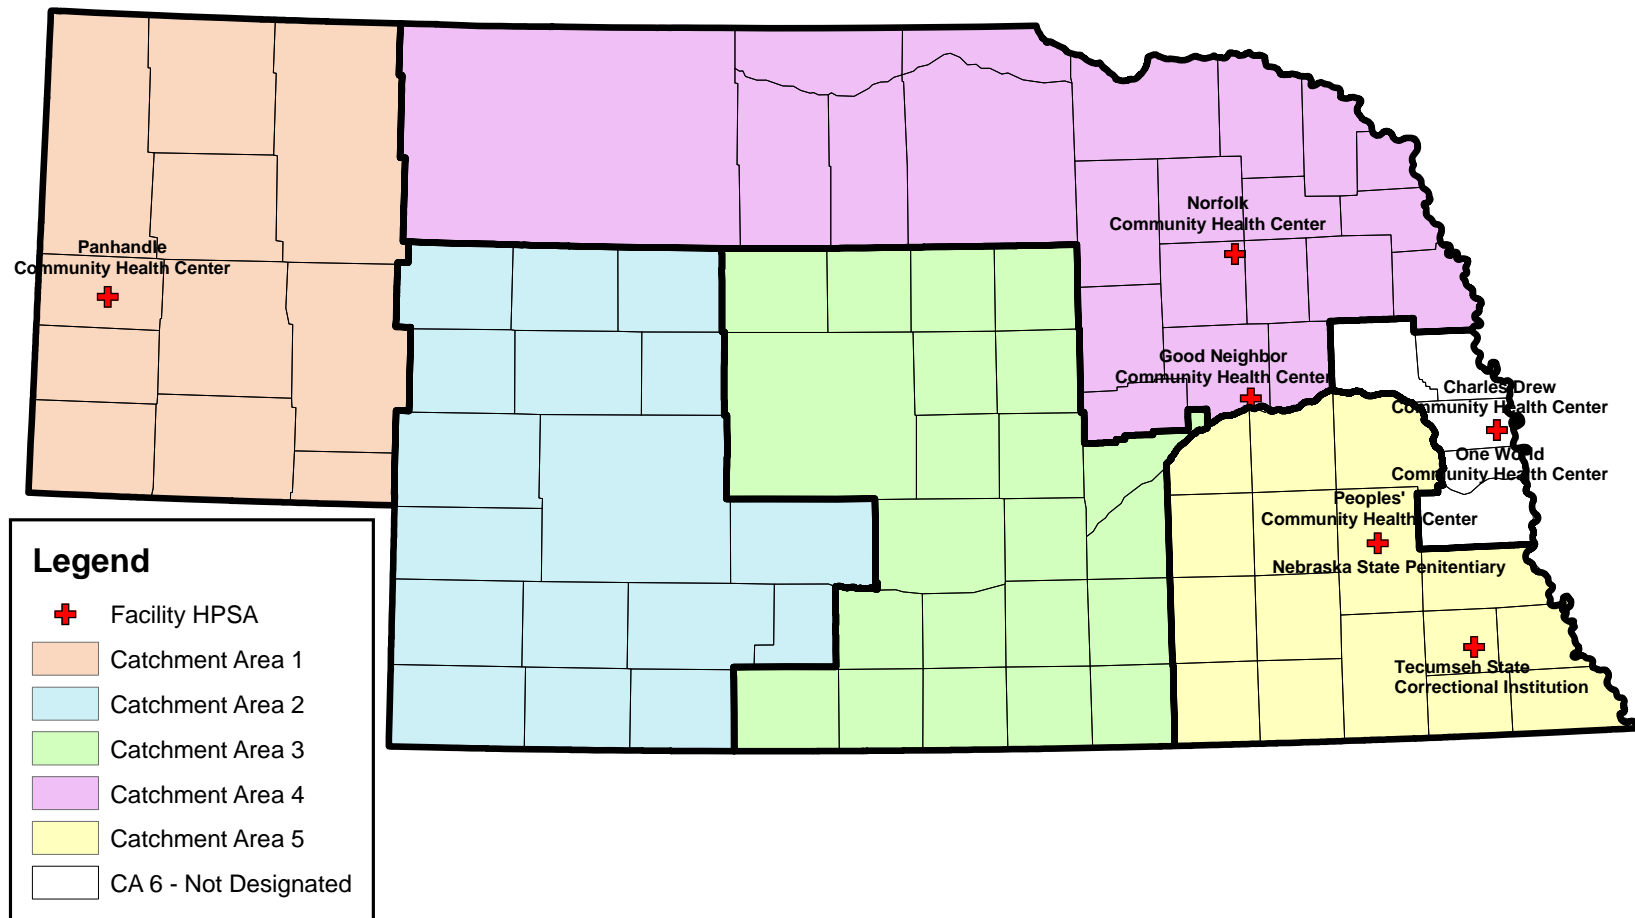 Norfolk
Community Health Center
Panhandle
Community Health Center
Good Neighbor
Community Health Center
Charles Drew
Community Health Center
One World
Community Health Center
Peoples'
Community Health Center
Nebraska State Penitentiary
Tecumseh State
Correctional Institution
Legend
Facility HPSA
Catchment Area 1
Catchment Area 2
Catchment Area 3
Catchment Area 4
Catchment Area 5
CA 6 - Not Designated